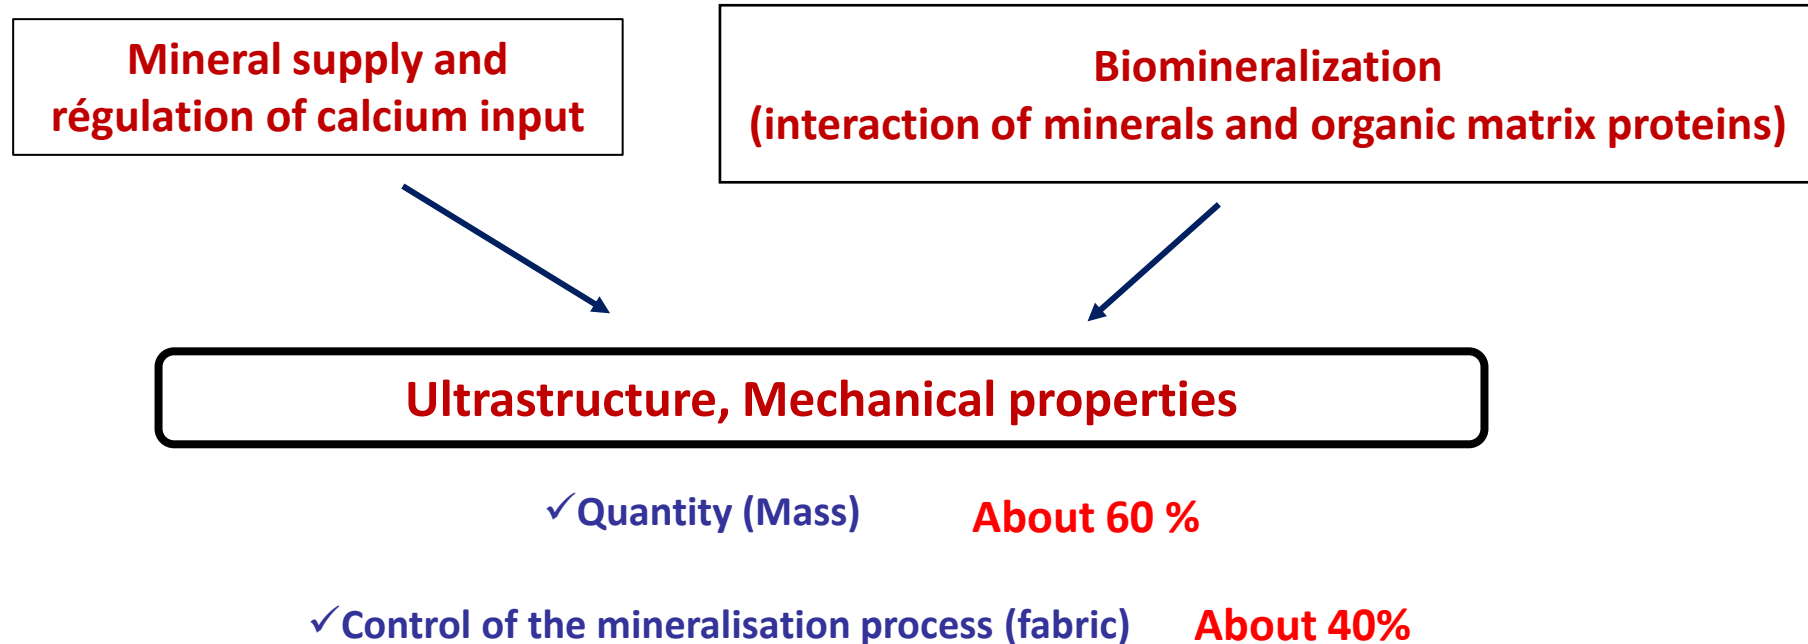 Mineral supply and
régulation of calcium input
Biomineralization
(interaction of minerals and organic matrix proteins)
Ultrastructure, Mechanical properties
✓Quantity (Mass) About 60 %
✓Control of the mineralisation process (fabric) About 40%